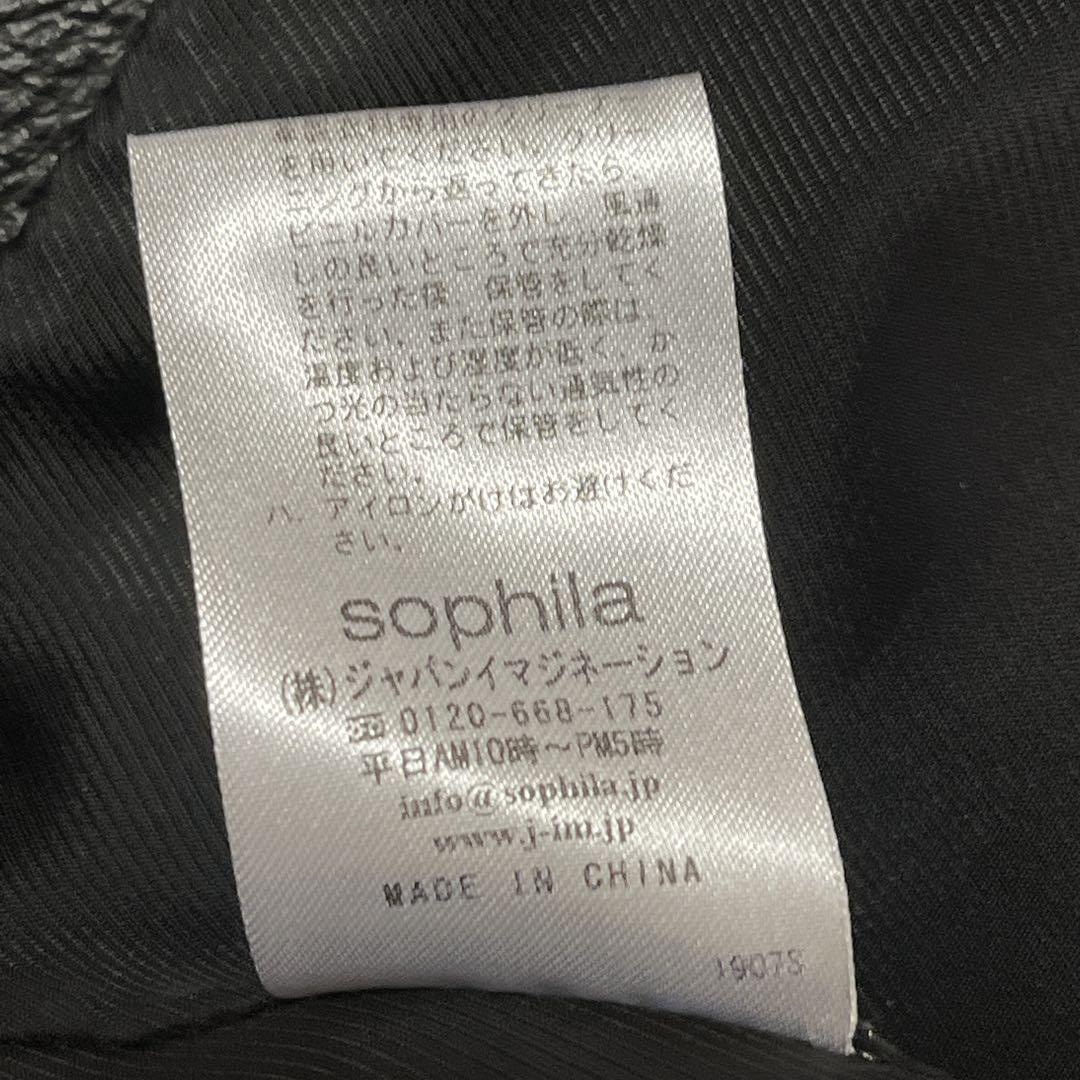 を用いてください。クリー
ニングから返ってきたら、
ビニルカバーを外し、風通
しの良いところで充分乾燥
を行った後、保管をしてく
ださい。また保管の際は、
温度および湿度が低く、か
つ光の当たらない通気性の
良いところで保管をしてく
ださい。
ハ. アイロンがけはお避けくだ
さい。
sophila
(株)ジャパンイマジネーション
0120-668-175
平日AM10時～PM5時
info@sophila.jp
www.j-im.jp
MADE IN CHINA
1907S